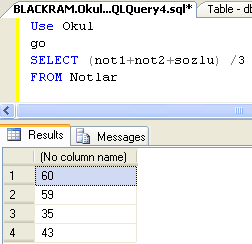 BLACKRAM.Okul...QLQuery4.sql* Table - db
Use Okul
go
SELECT (not1+not2+sozlu) /3
FROM Notlar
Results Messages
(No column name)
1 60
2 59
3 35
4 43